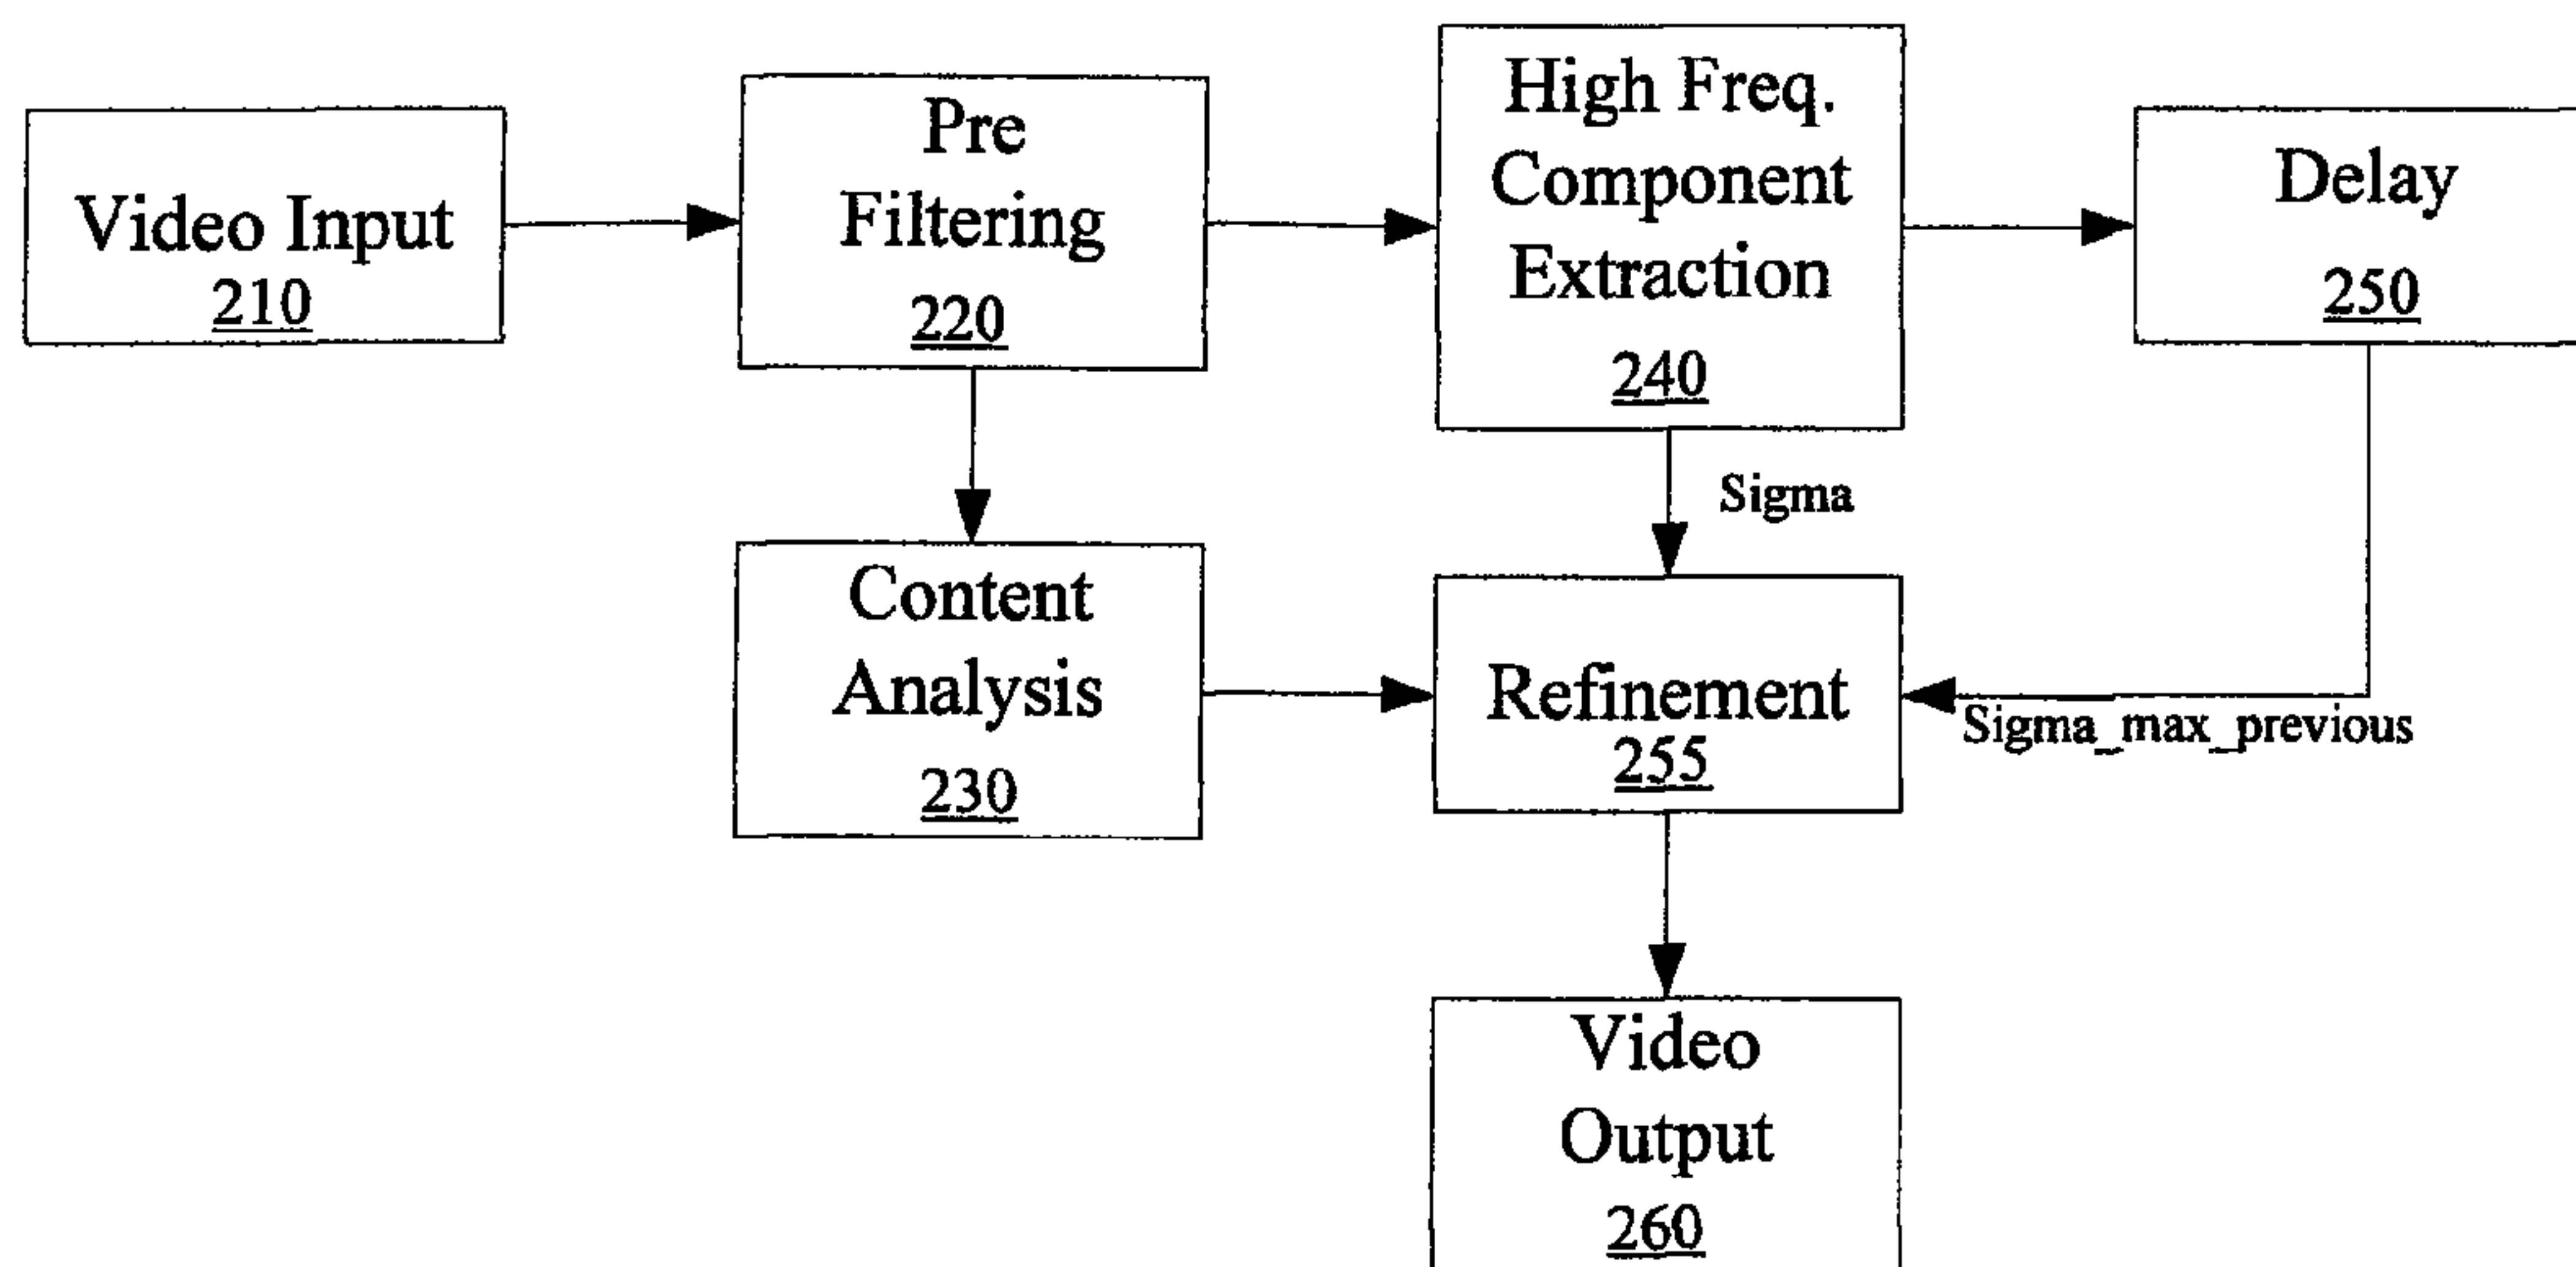 Video Input
210
Pre
Filtering
220
High Freq.
Component
Extraction
240
Delay
250
Sigma
Content
Analysis
230
Refinement
255
Sigma_max_previous
Video
Output
260